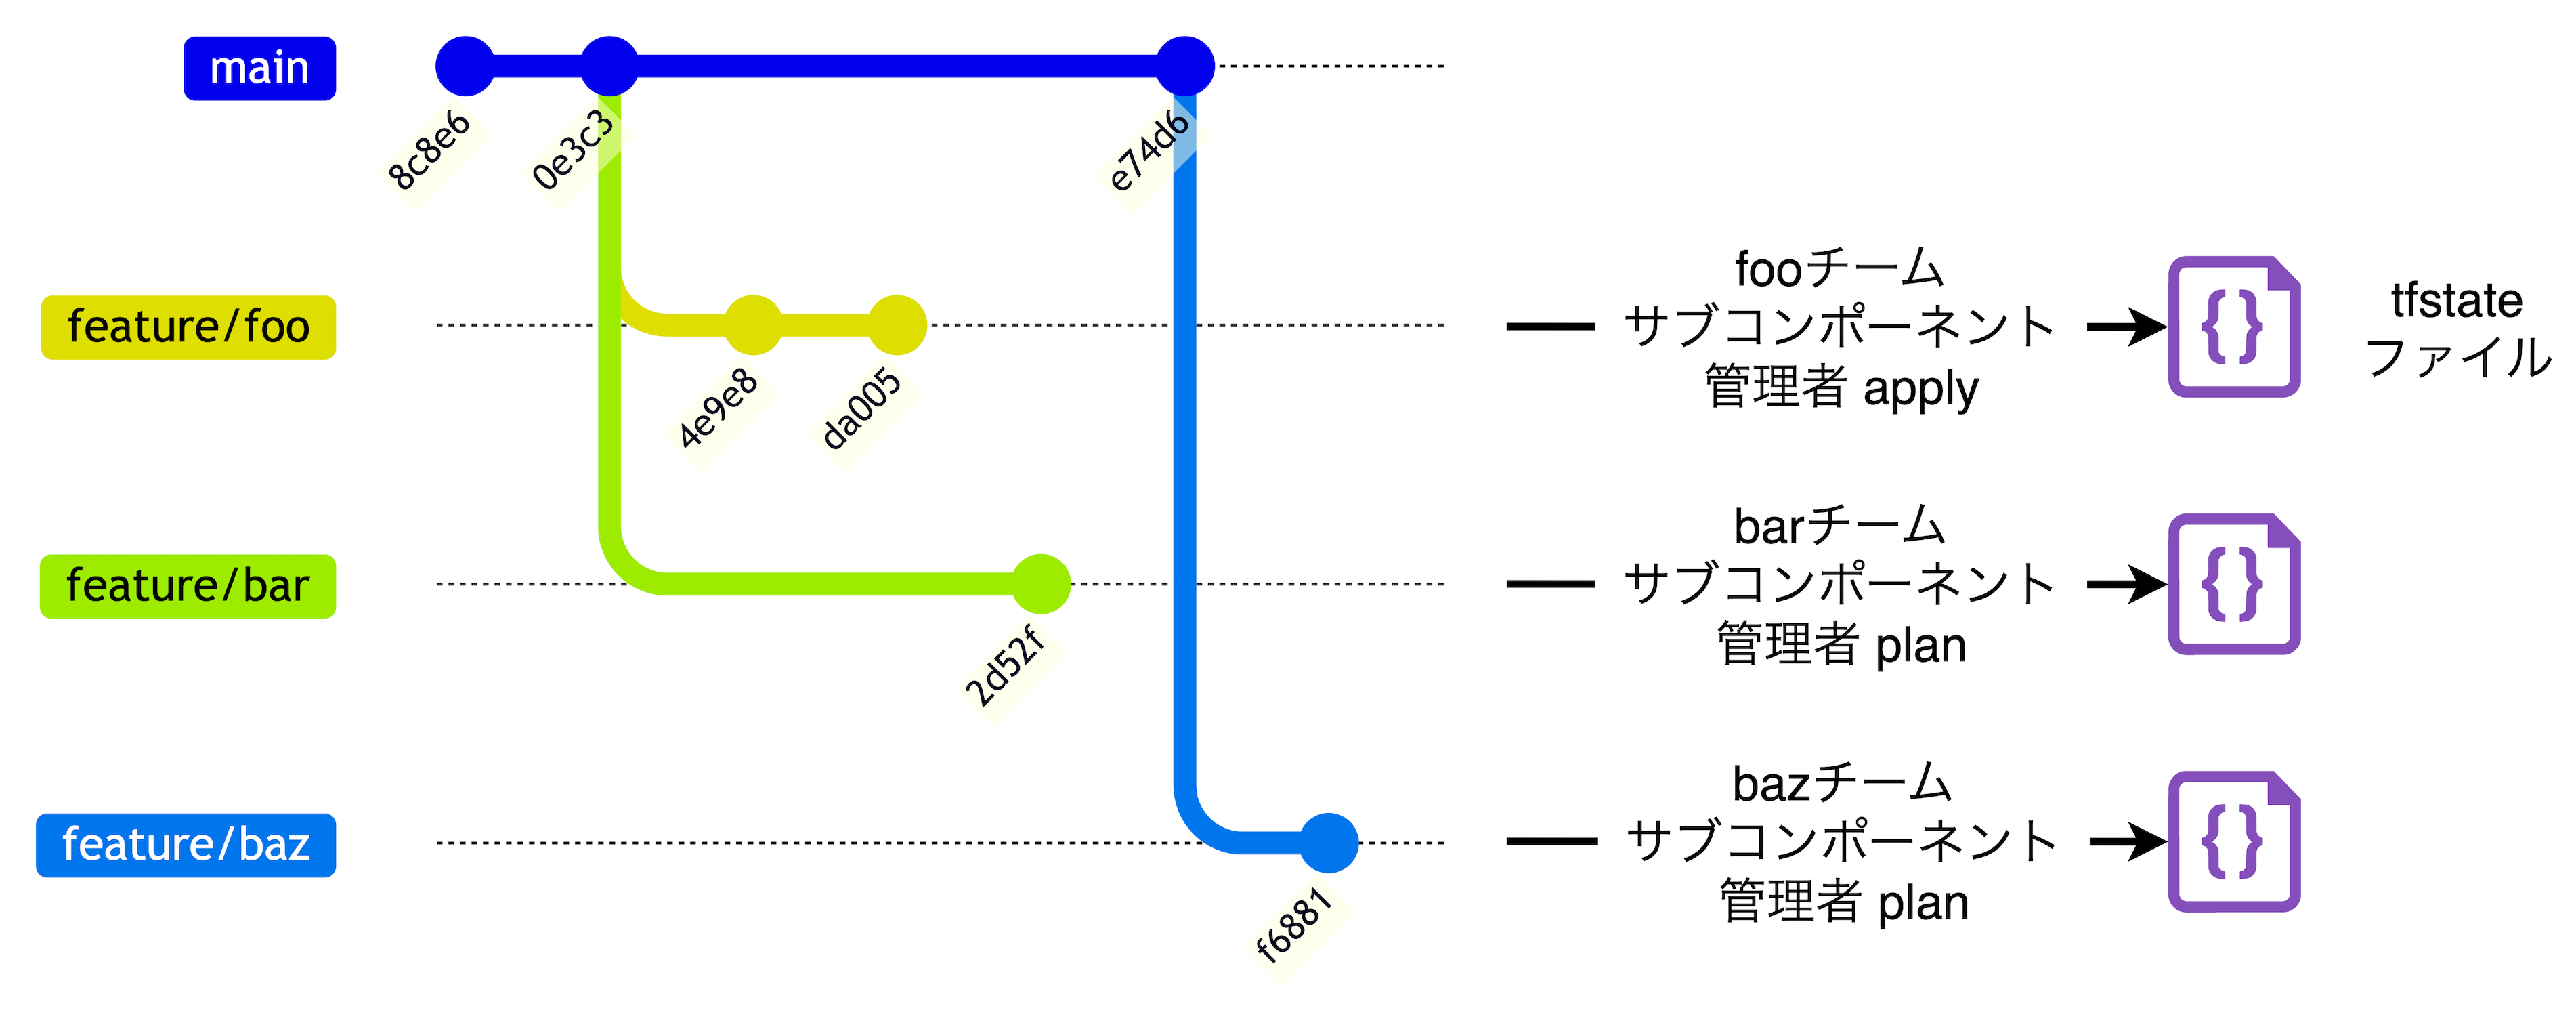 main
8c8e6
0e3c3
e74d6
feature/foo
4e9e8
da005
fooチーム
サブコンポーネント
管理者 apply
{}
tfstate
ファイル
feature/bar
2d52f
barチーム
サブコンポーネント
管理者 plan
{}
feature/baz
f6881
bazチーム
サブコンポーネント
管理者 plan
{}